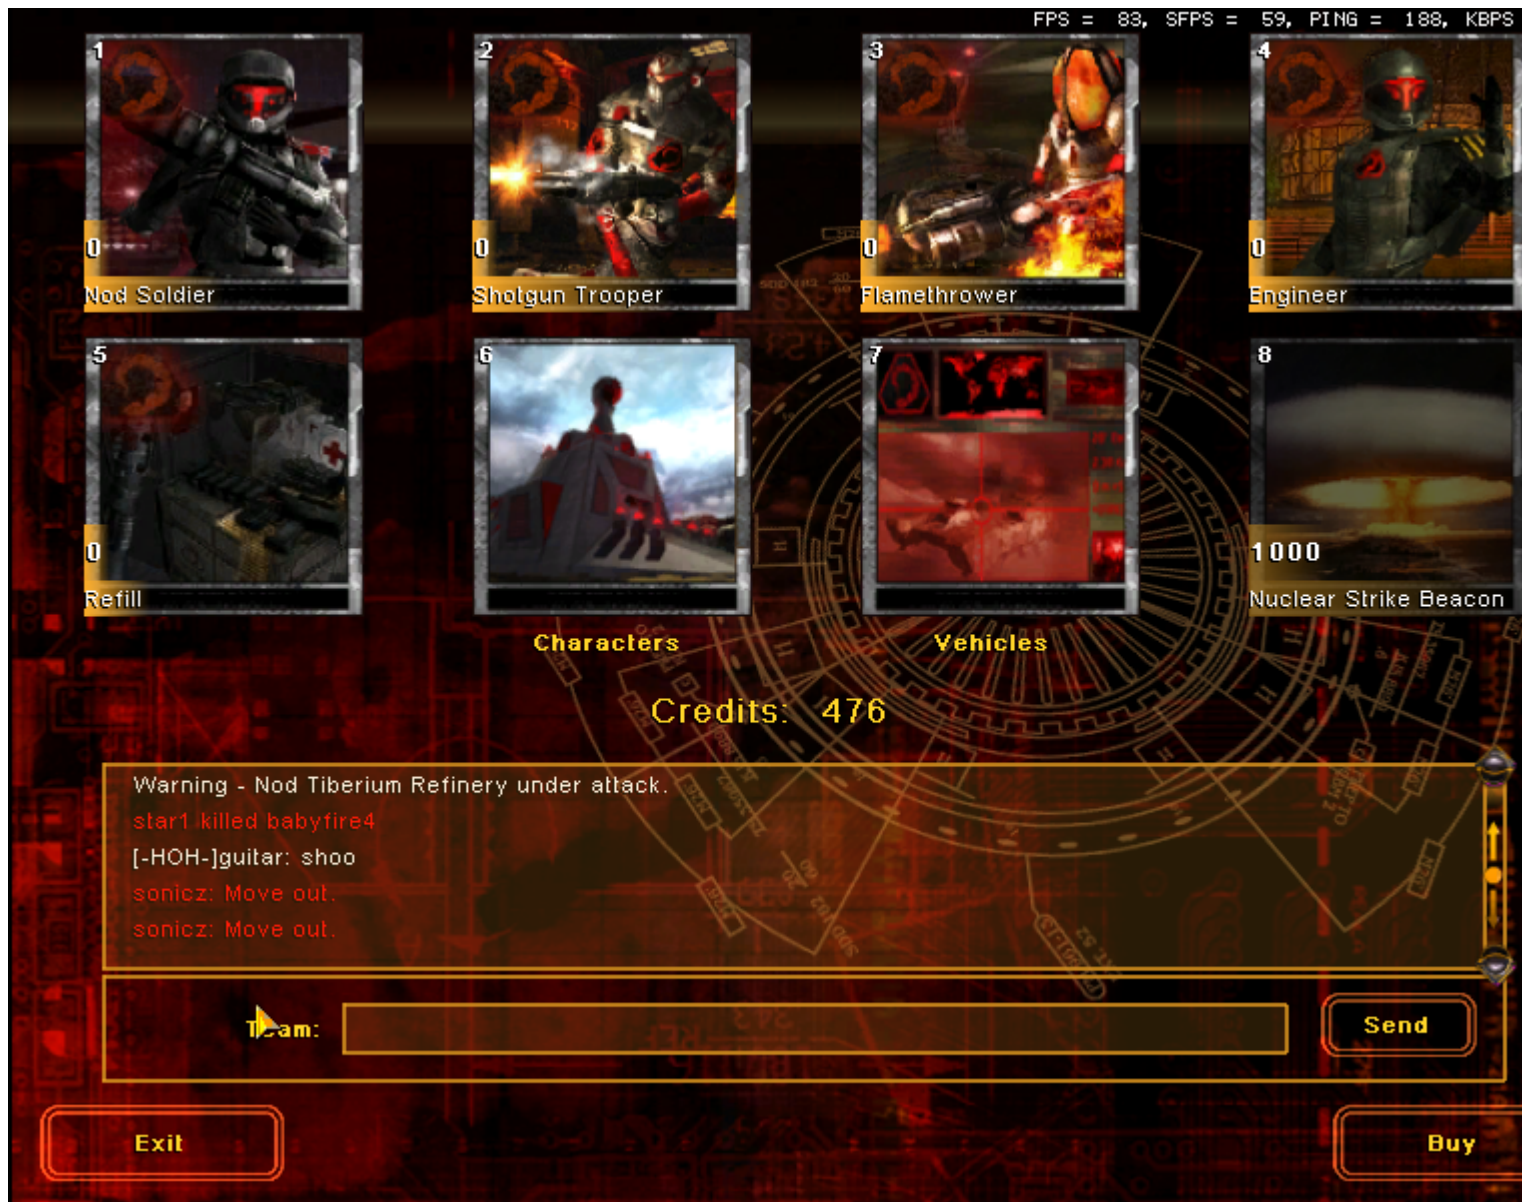 FPS = 83, SFPS = 59, PING = 188, KBPS
1
2
3
4
0
0
0
0
Nod Soldier
Shotgun Trooper
Flamethrower
Engineer
5
6
7
8
0
1000
Refill
Nuclear Strike Beacon
Characters
Vehicles
Credits: 476
Warning - Nod Tiberium Refinery under attack.
star1 killed babyfire4
[-HOH-]guitar: shoo
sonicz: Move out.
sonicz: Move out.
Team:
Send
Exit
Buy